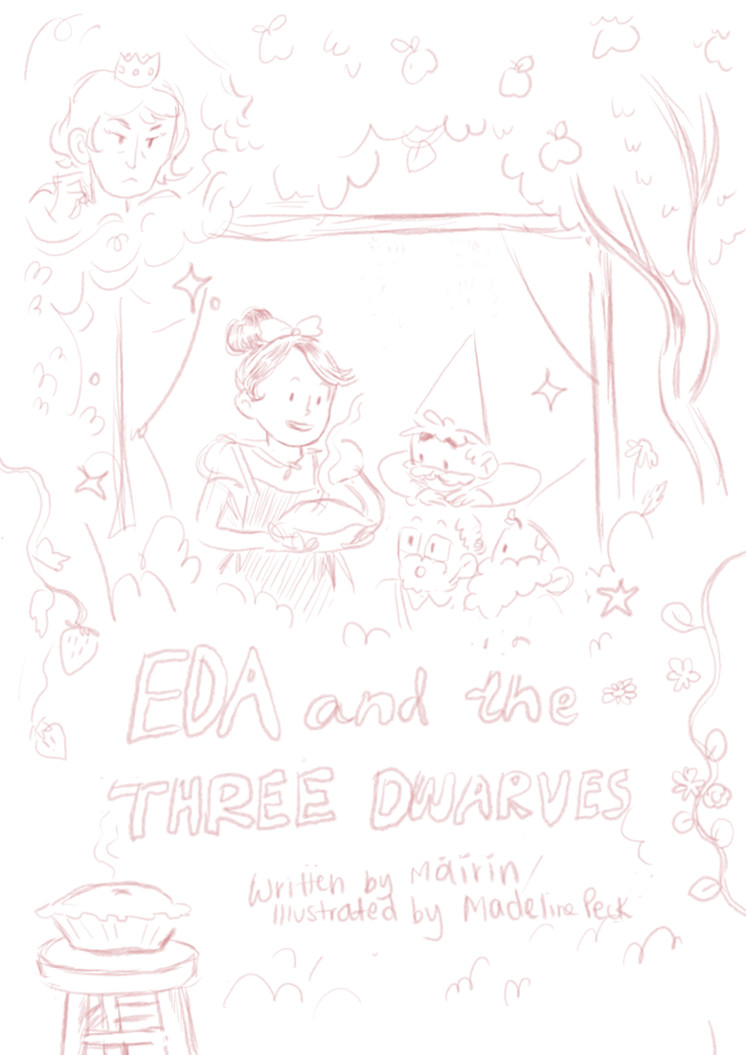 EDA and the
THREE DWARVES
Written by Máirín/
Illustrated by Madeline Peck